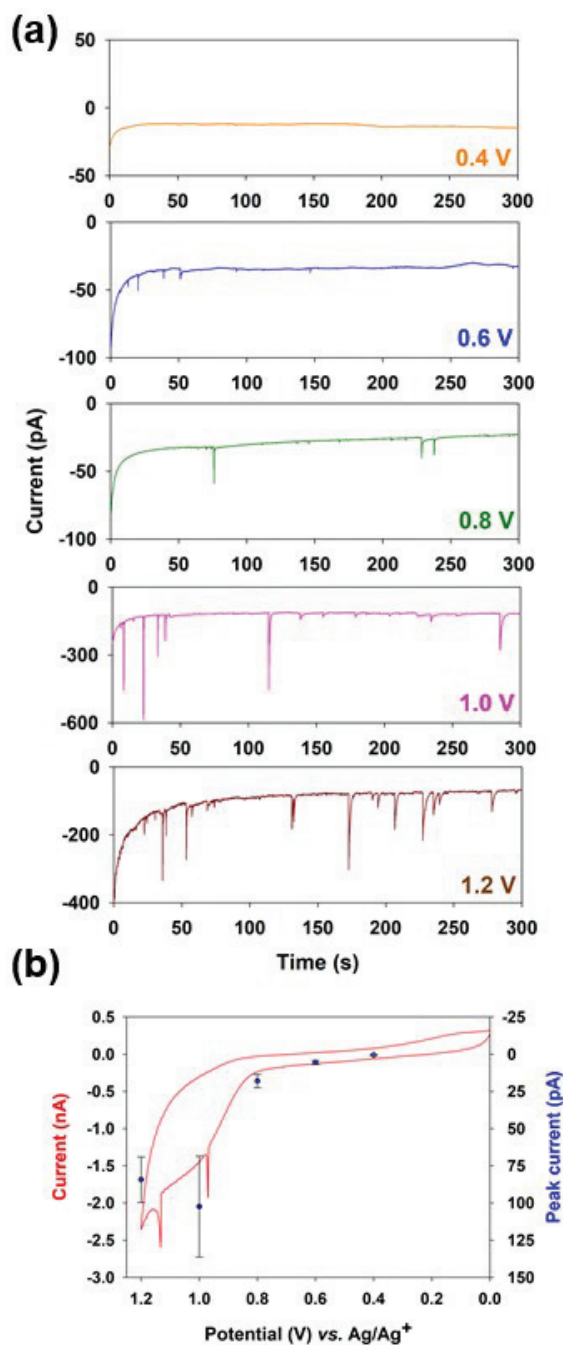 (a)
50
0
-50
0 50 100 150 200 250 300
0.4 V
0
-50
-100
0 50 100 150 200 250 300
0.6 V
0
-50
-100
0 50 100 150 200 250 300
0.8 V
0
-300
-600
0 50 100 150 200 250 300
1.0 V
0
-200
-400
0 50 100 150 200 250 300
1.2 V
Current (pA)
Time (s)
(b)
0.5
0.0
-0.5
-1.0
-1.5
-2.0
-2.5
-3.0
Current (nA)
-25
0
25
50
75
100
125
150
Peak current (pA)
1.2 1.0 0.8 0.6 0.4 0.2 0.0
Potential (V) vs. Ag/Ag⁺